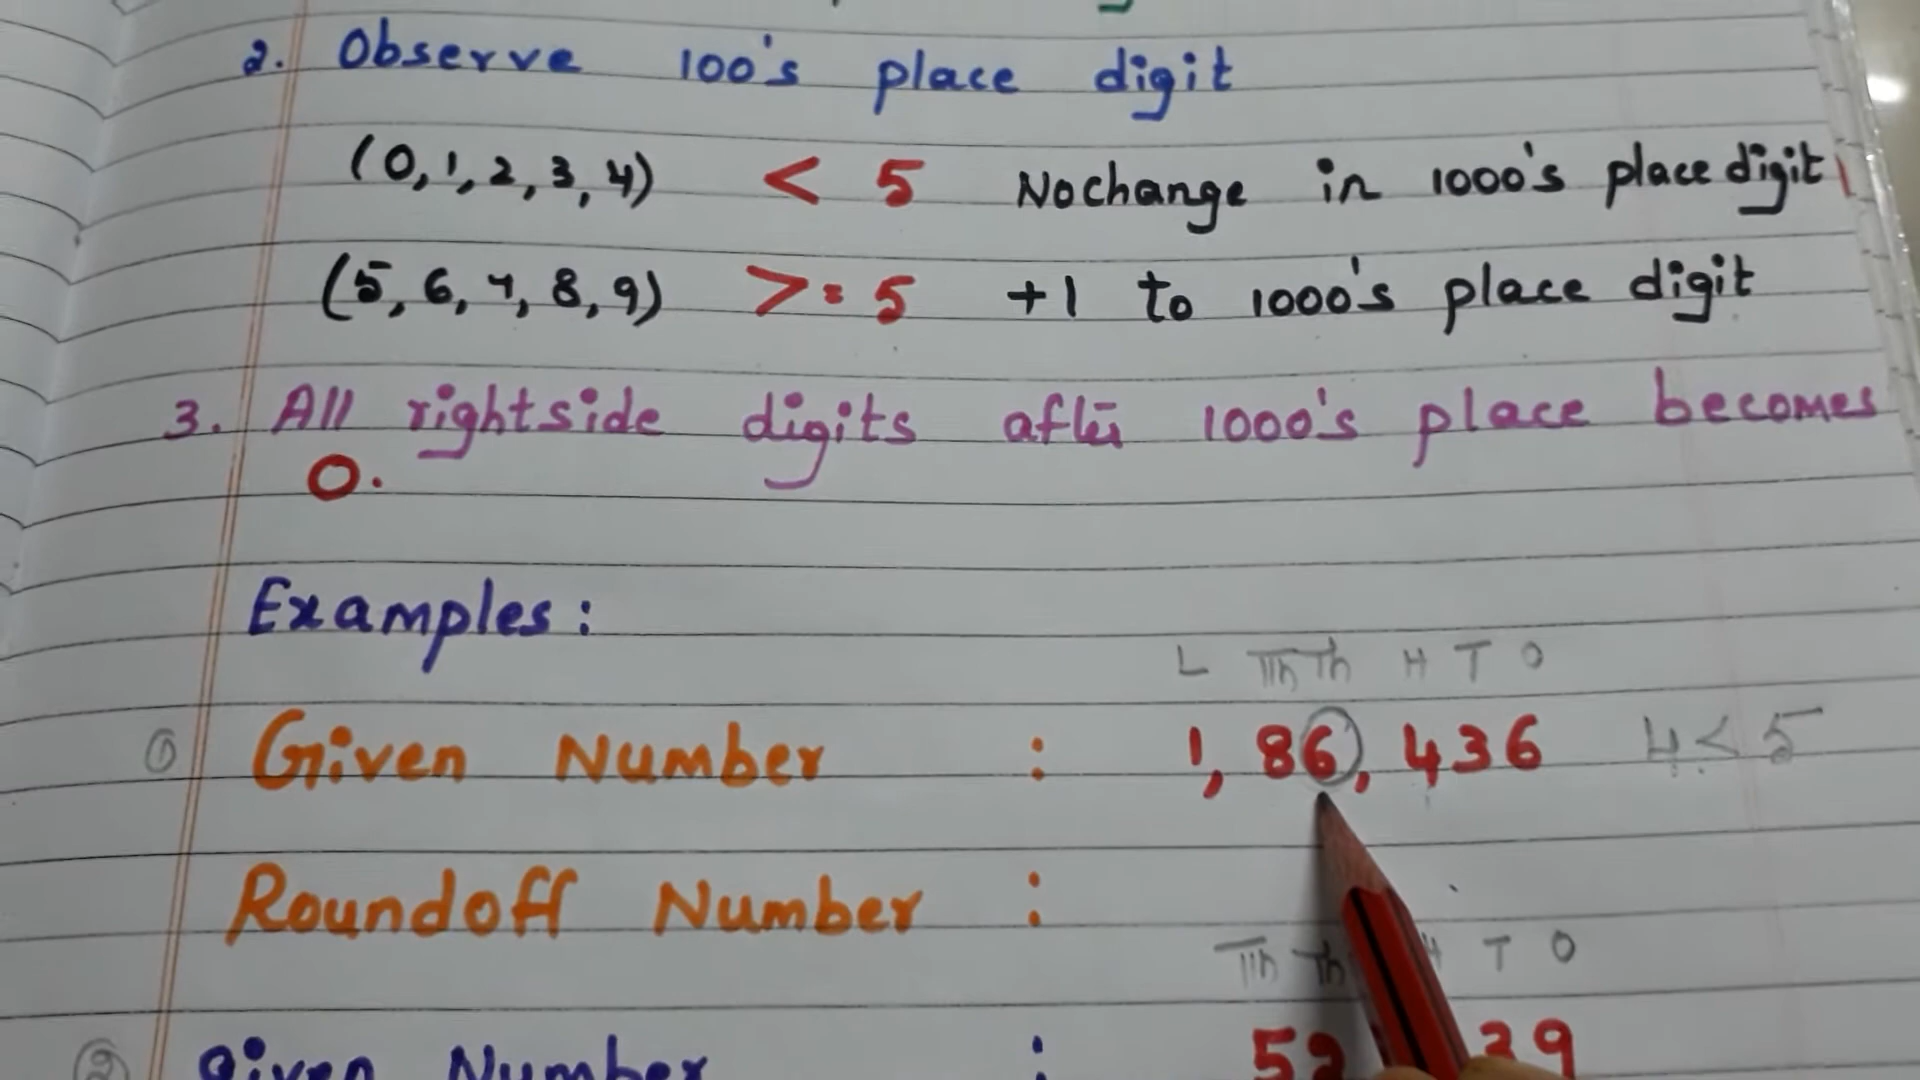 2. Observe 100's place digit
(0,1,2,3,4) < 5 Nochange in 1000's place digit
(5,6,7,8,9) >= 5 +1 to 1000's place digit
3. All rightside digits after 1000's place becomes
0.
Examples:
L TTh Th H T O
① Given Number : 1,86,436 4<5
Roundoff Number :
TTh Th H T O
② Given Number : 52 39